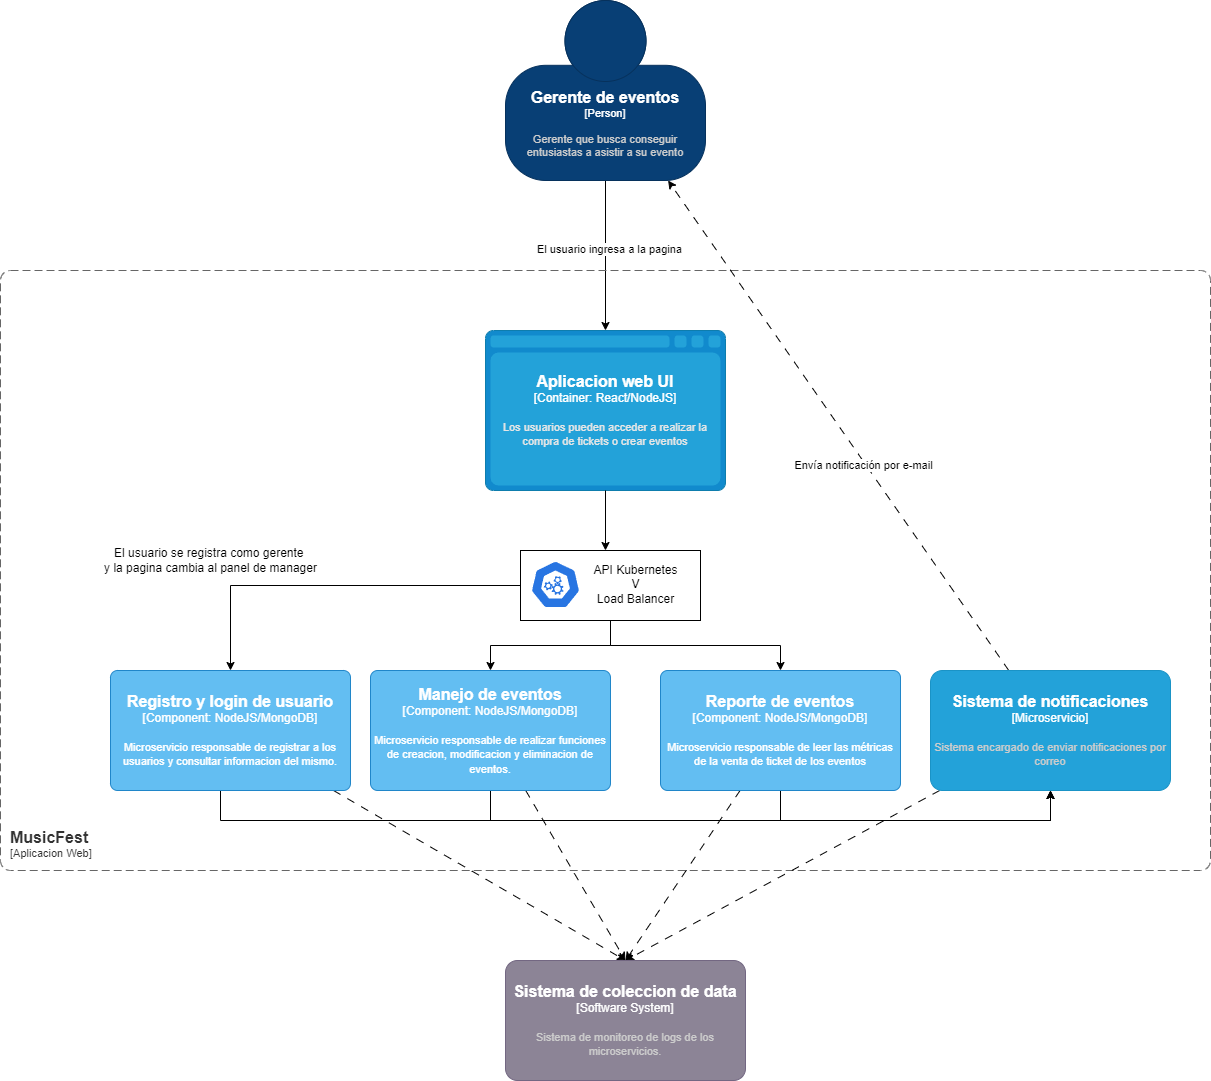 Gerente de eventos
[Person]
Gerente que busca conseguir
entusiastas a asistir a su evento
El usuario ingresa a la pagina
Aplicacion web UI
[Container: React/NodeJS]
Los usuarios pueden acceder a realizar la
compra de tickets o crear eventos
Envía notificación por e-mail
El usuario se registra como gerente
y la pagina cambia al panel de manager
API Kubernetes
V
Load Balancer
Registro y login de usuario
[Component: NodeJS/MongoDB]
Microservicio responsable de registrar a los
usuarios y consultar informacion del mismo.
Manejo de eventos
[Component: NodeJS/MongoDB]
Microservicio responsable de realizar funciones
de creacion, modificacion y eliminacion de
eventos.
Reporte de eventos
[Component: NodeJS/MongoDB]
Microservicio responsable de leer las métricas
de la venta de ticket de los eventos
Sistema de notificaciones
[Microservicio]
Sistema encargado de enviar notificaciones por
correo
MusicFest
[Aplicacion Web]
Sistema de coleccion de data
[Software System]
Sistema de monitoreo de logs de los
microservicios.